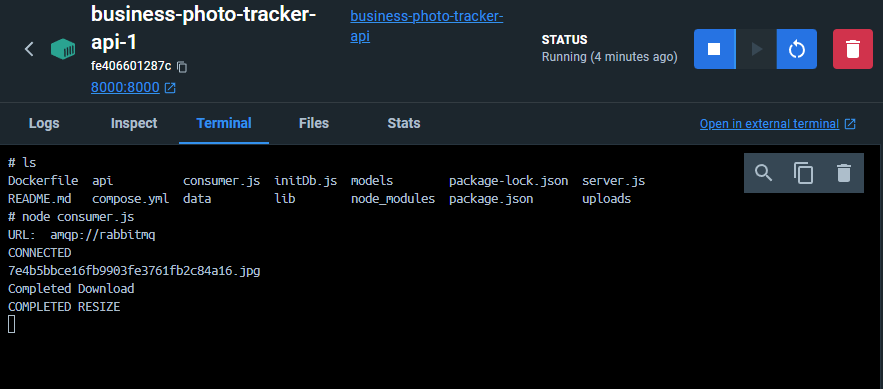 business-photo-tracker-
api-1
fe406601287c
8000:8000
business-photo-tracker-
api
STATUS
Running (4 minutes ago)
Logs Inspect Terminal Files Stats Open in external terminal
# ls
Dockerfile api consumer.js initDb.js models package-lock.json server.js
README.md compose.yml data lib node_modules package.json uploads
# node consumer.js
URL: amqp://rabbitmq
CONNECTED
7e4b5bbce16fb9903fe3761fb2c84a16.jpg
Completed Download
COMPLETED RESIZE